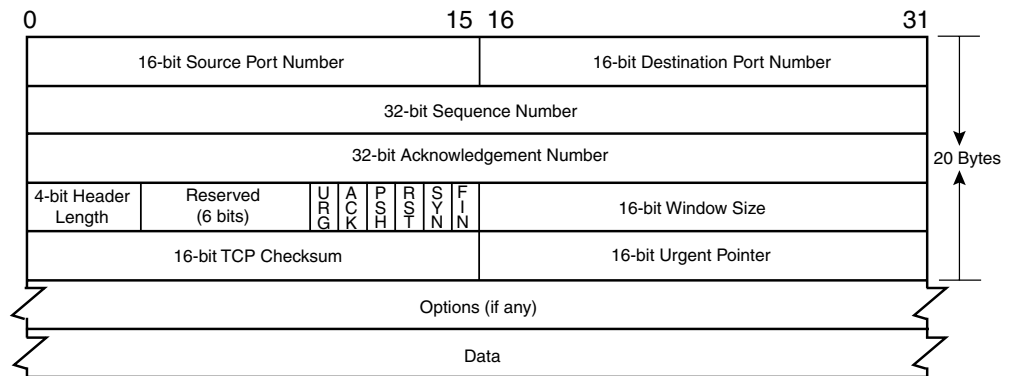 0 15 16 31
16-bit Source Port Number 16-bit Destination Port Number
32-bit Sequence Number
32-bit Acknowledgement Number
20 Bytes
4-bit Header
Length
Reserved
(6 bits)
URG
ACK
PSH
RST
SYN
FIN
16-bit Window Size
16-bit TCP Checksum 16-bit Urgent Pointer
Options (if any)
Data